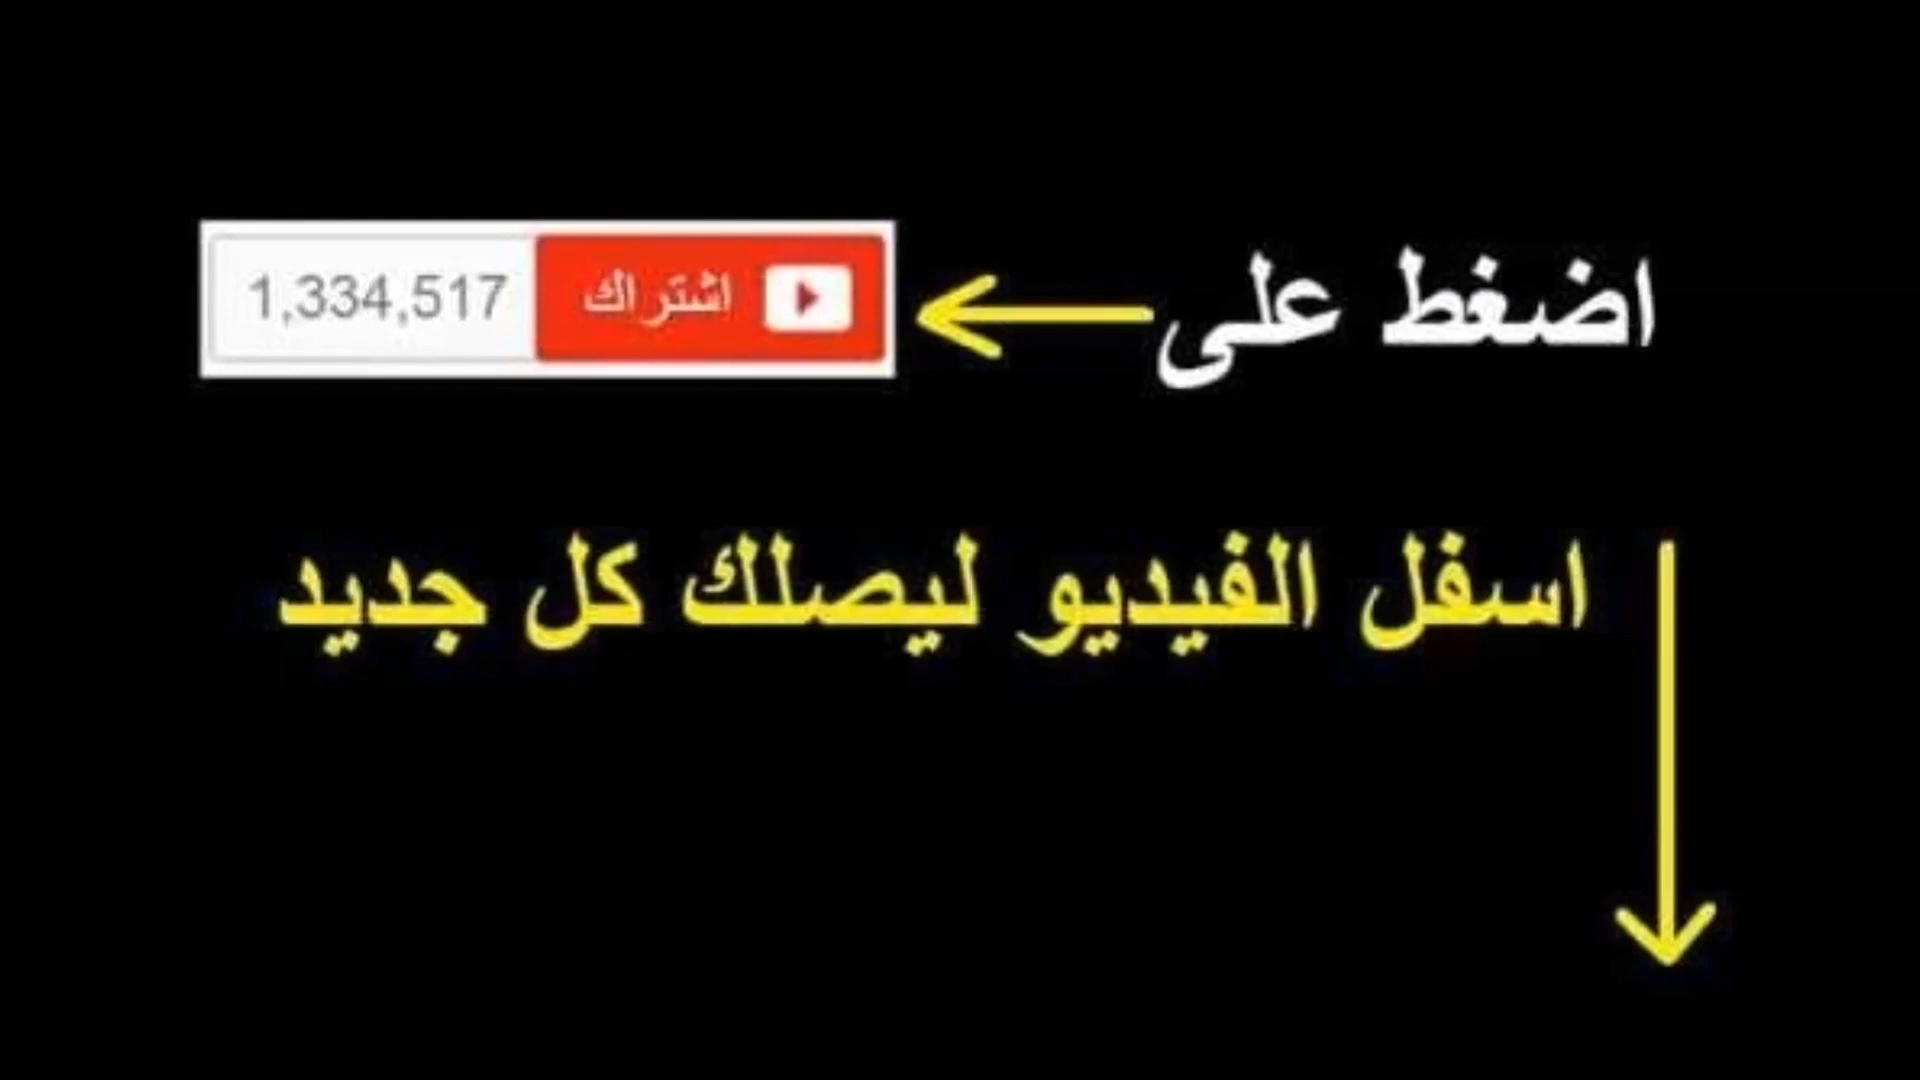 اضغط على اشتراك 1,334,517
اسفل الفيديو ليصلك كل جديد